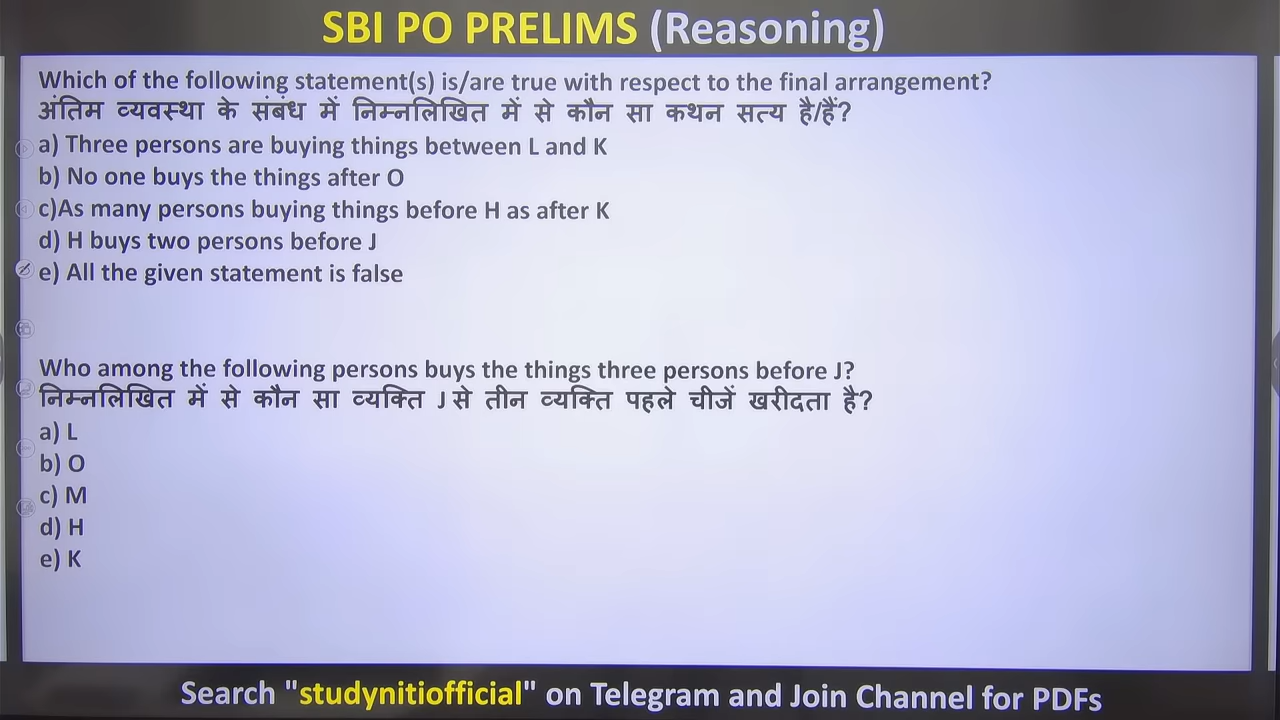 SBI PO PRELIMS (Reasoning)
Which of the following statement(s) is/are true with respect to the final arrangement?
अंतिम व्यवस्था के संबंध में निम्नलिखित में से कौन सा कथन सत्य है/हैं?
a) Three persons are buying things between L and K
b) No one buys the things after O
c)As many persons buying things before H as after K
d) H buys two persons before J
e) All the given statement is false
Who among the following persons buys the things three persons before J?
निम्नलिखित में से कौन सा व्यक्ति J से तीन व्यक्ति पहले चीजें खरीदता है?
a) L
b) O
c) M
d) H
e) K
Search "studynitiofficial" on Telegram and Join Channel for PDFs